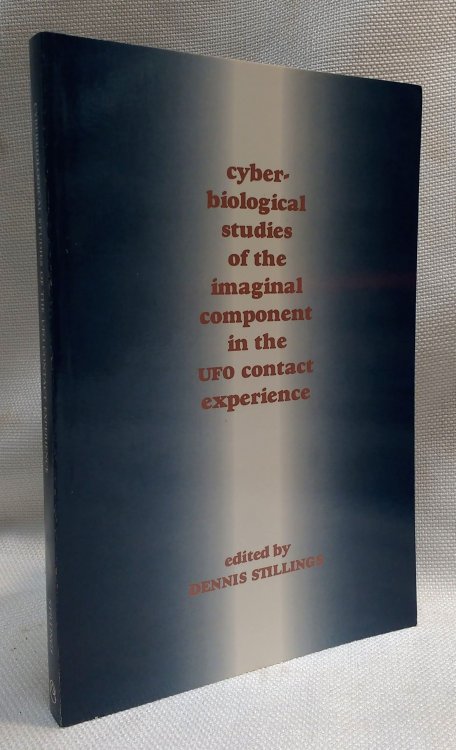 cyber-
biological
studies
of the
imaginal
component
in the
UFO contact
experience
edited by
DENNIS STILLINGS